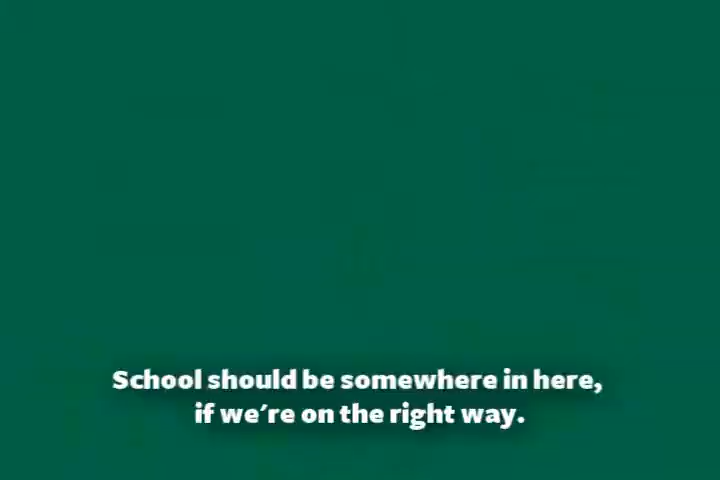 School should be somewhere in here,
if we're on the right way.